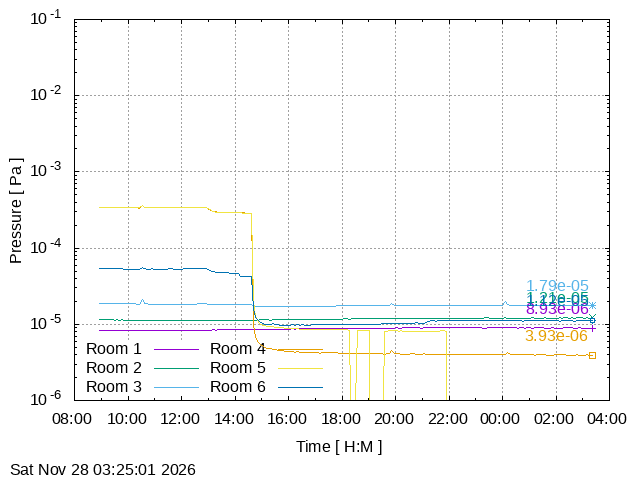 10^-1
10^-2
10^-3
10^-4
10^-5
10^-6
Pressure [ Pa ]
1.79e-05
1.21e-05
8.93e-06
3.93e-06
Room 1 Room 4
Room 2 Room 5
Room 3 Room 6
08:00 10:00 12:00 14:00 16:00 18:00 20:00 22:00 00:00 02:00 04:00
Time [ H:M ]
Sat Nov 28 03:25:01 2026